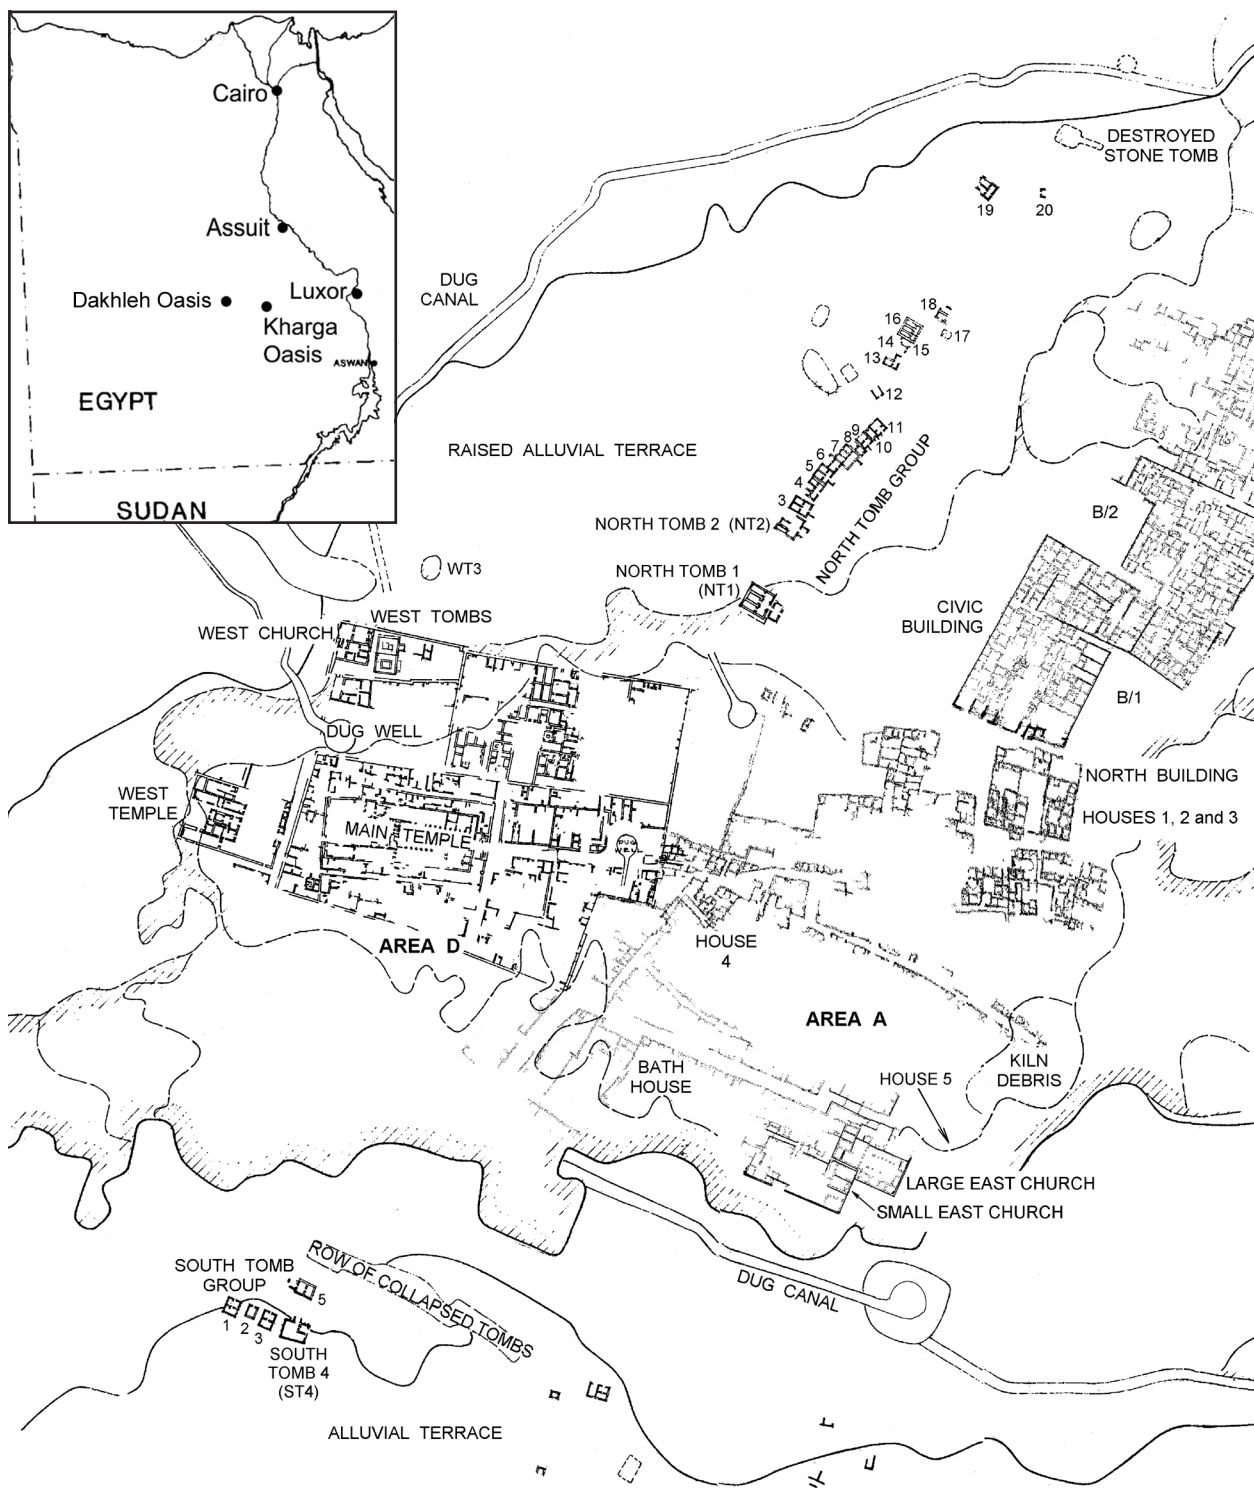 Cairo
Assuit
Dakhleh Oasis
Luxor
Kharga
Oasis
ASWAN
EGYPT
SUDAN
DESTROYED
STONE TOMB
19
20
DUG
CANAL
18
16
17
14
15
13
12
RAISED ALLUVIAL TERRACE
11
9
8
10
7
6
5
4
3
NORTH TOMB GROUP
NORTH TOMB 2 (NT2)
B/2
WT3
NORTH TOMB 1
(NT1)
WEST TOMBS
WEST CHURCH
CIVIC
BUILDING
B/1
DUG WELL
NORTH BUILDING
WEST
TEMPLE
HOUSES 1, 2 and 3
MAIN TEMPLE
DUG
WELL
AREA D
HOUSE
4
AREA A
BATH
HOUSE
HOUSE 5
KILN
DEBRIS
LARGE EAST CHURCH
SMALL EAST CHURCH
SOUTH TOMB
GROUP
ROW OF COLLAPSED TOMBS
DUG CANAL
5
1
2
3
SOUTH
TOMB 4
(ST4)
ALLUVIAL TERRACE